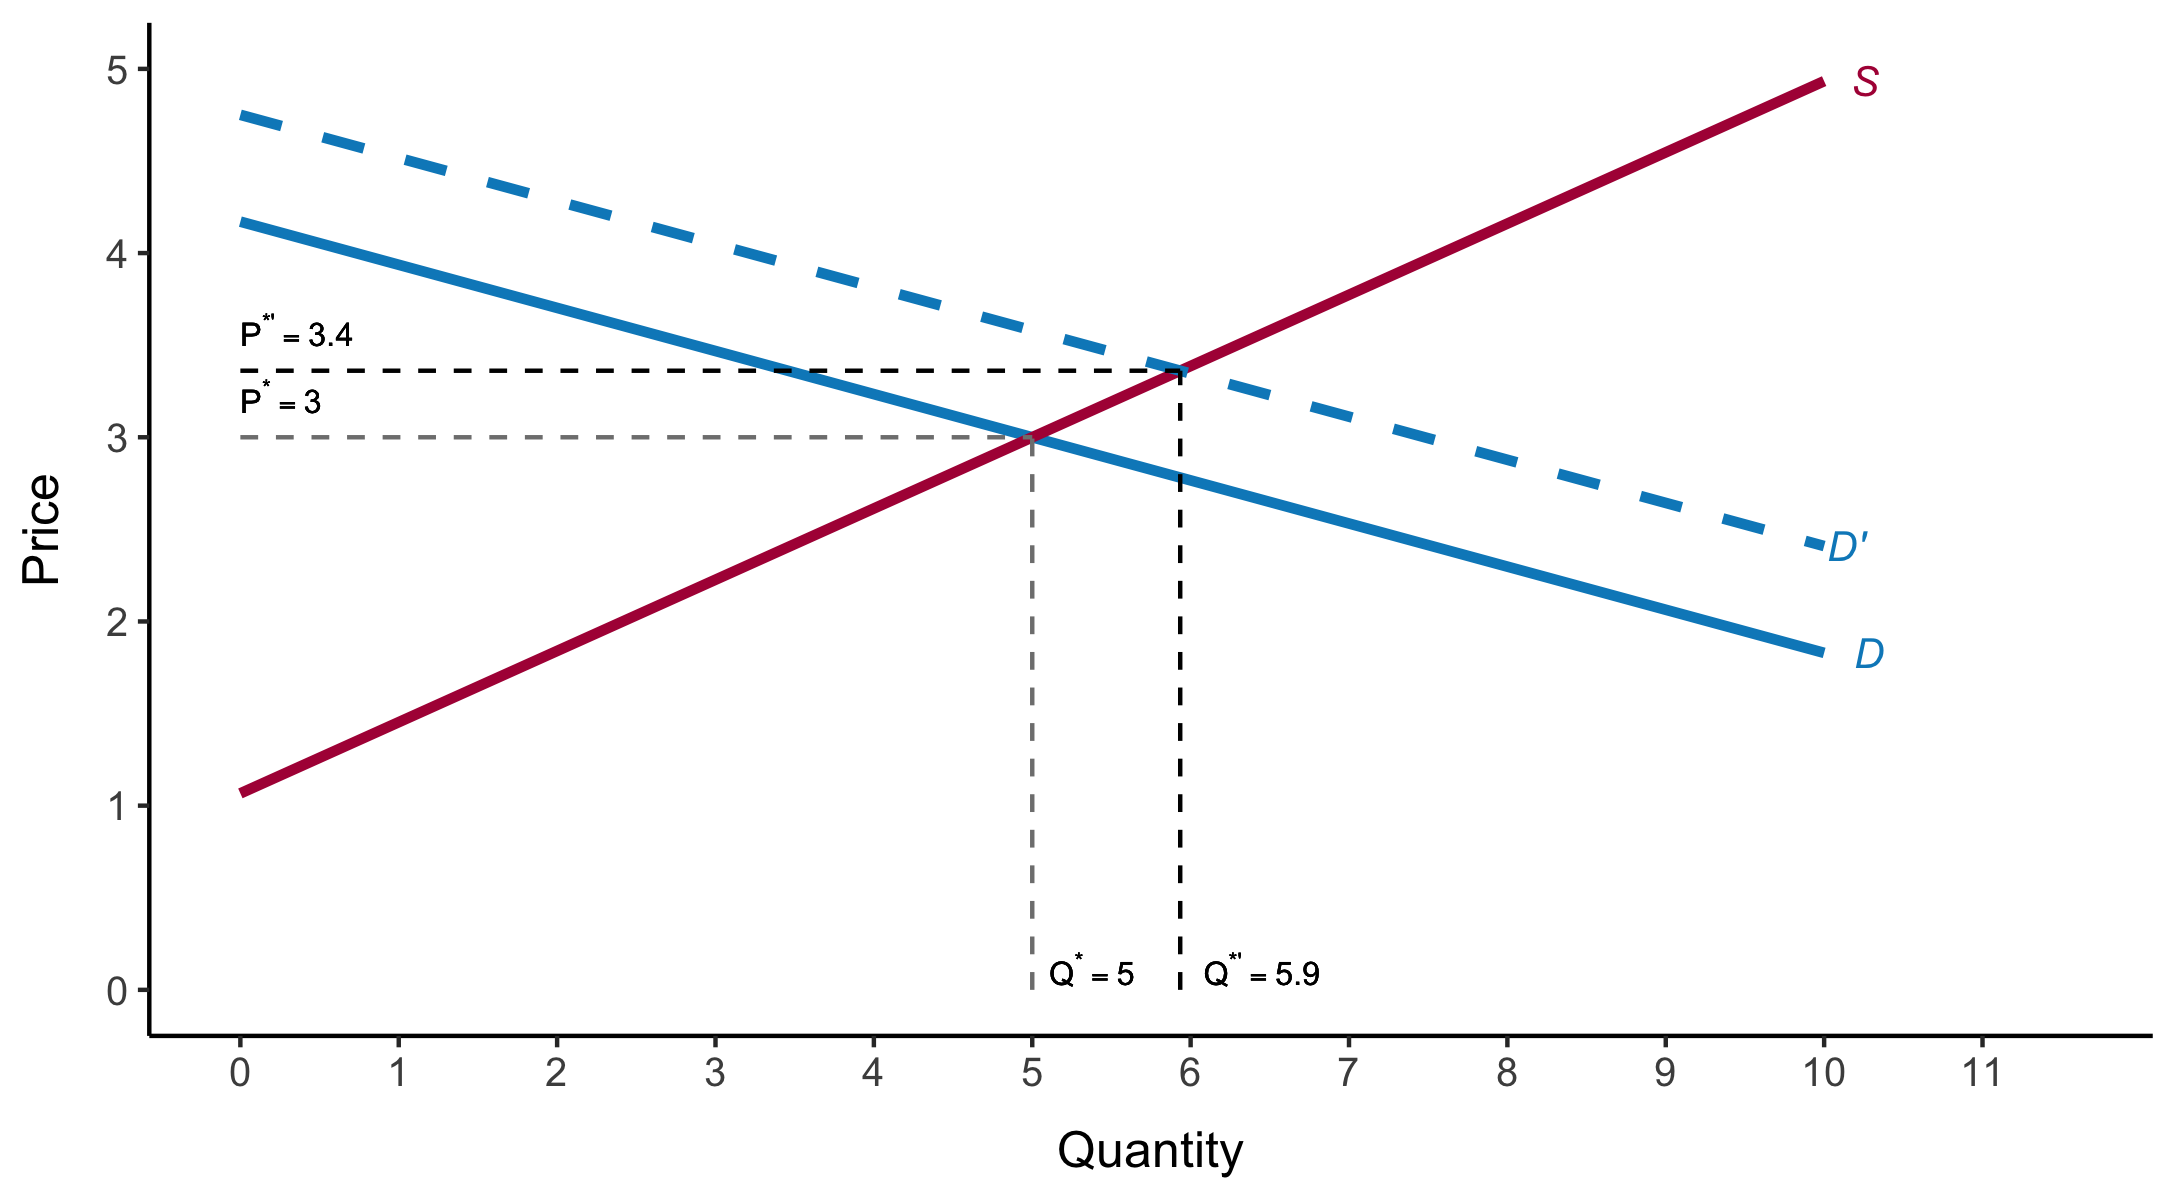 5
S
4
P*' = 3.4
P* = 3
3
D'
2
D
1
Q* = 5
Q*' = 5.9
0
Price
0 1 2 3 4 5 6 7 8 9 10 11
Quantity